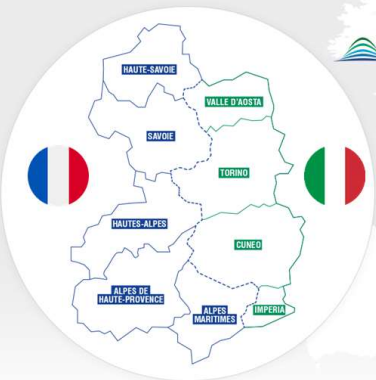 HAUTE-SAVOIE
VALLE D'AOSTA
SAVOIE
TORINO
HAUTES-ALPES
CUNEO
ALPES DE
HAUTE-PROVENCE
ALPES
MARITIMES
IMPERIA